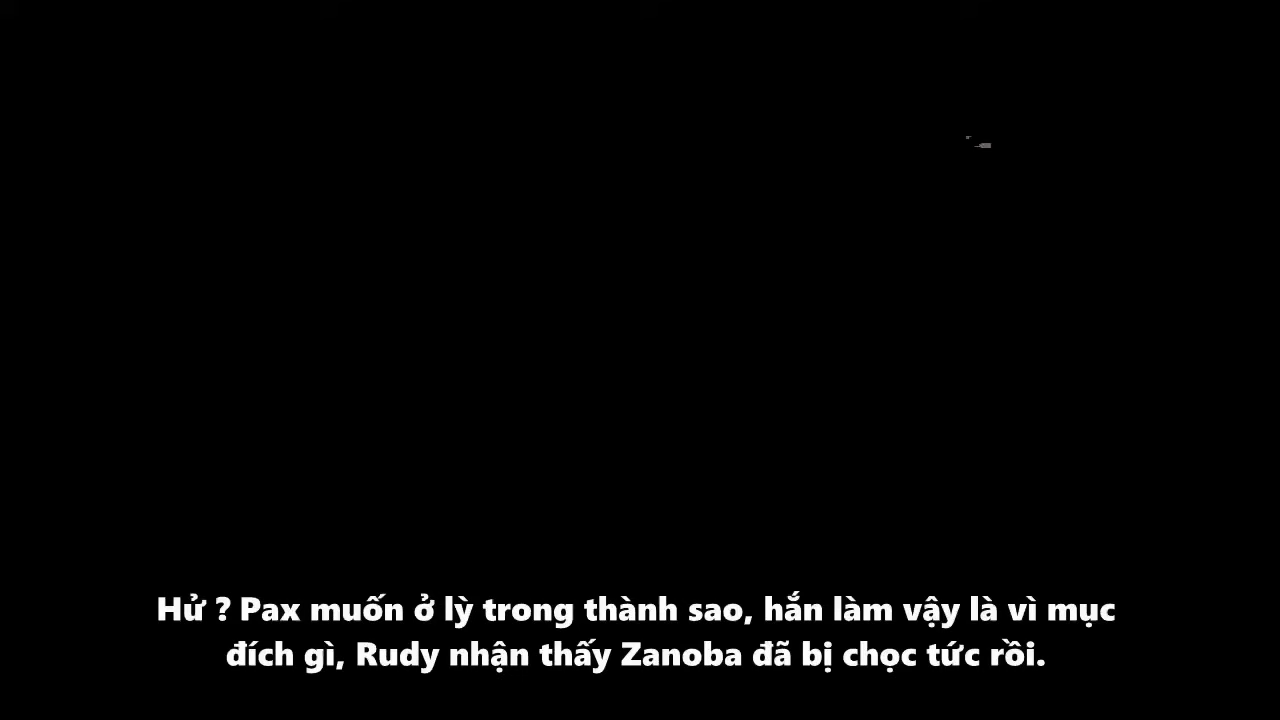 Hử ? Pax muốn ở lỳ trong thành sao, hắn làm vậy là vì mục
đích gì, Rudy nhận thấy Zanoba đã bị chọc tức rồi.